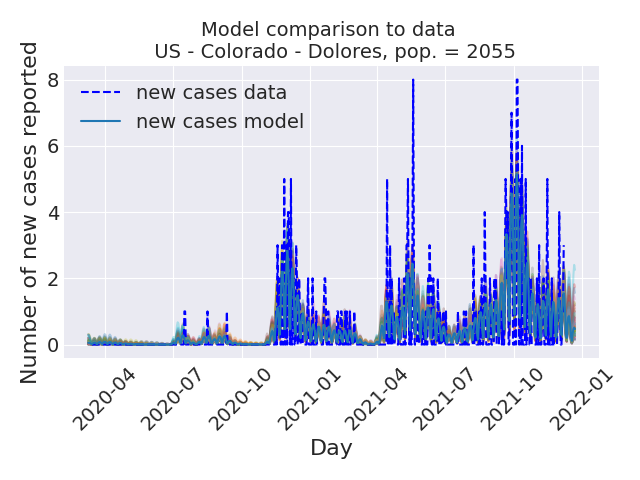 Model comparison to data
US - Colorado - Dolores, pop. = 2055
Number of new cases reported
8
6
4
2
0
new cases data
new cases model
2020-04
2020-07
2020-10
2021-01
2021-04
2021-07
2021-10
2022-01
Day